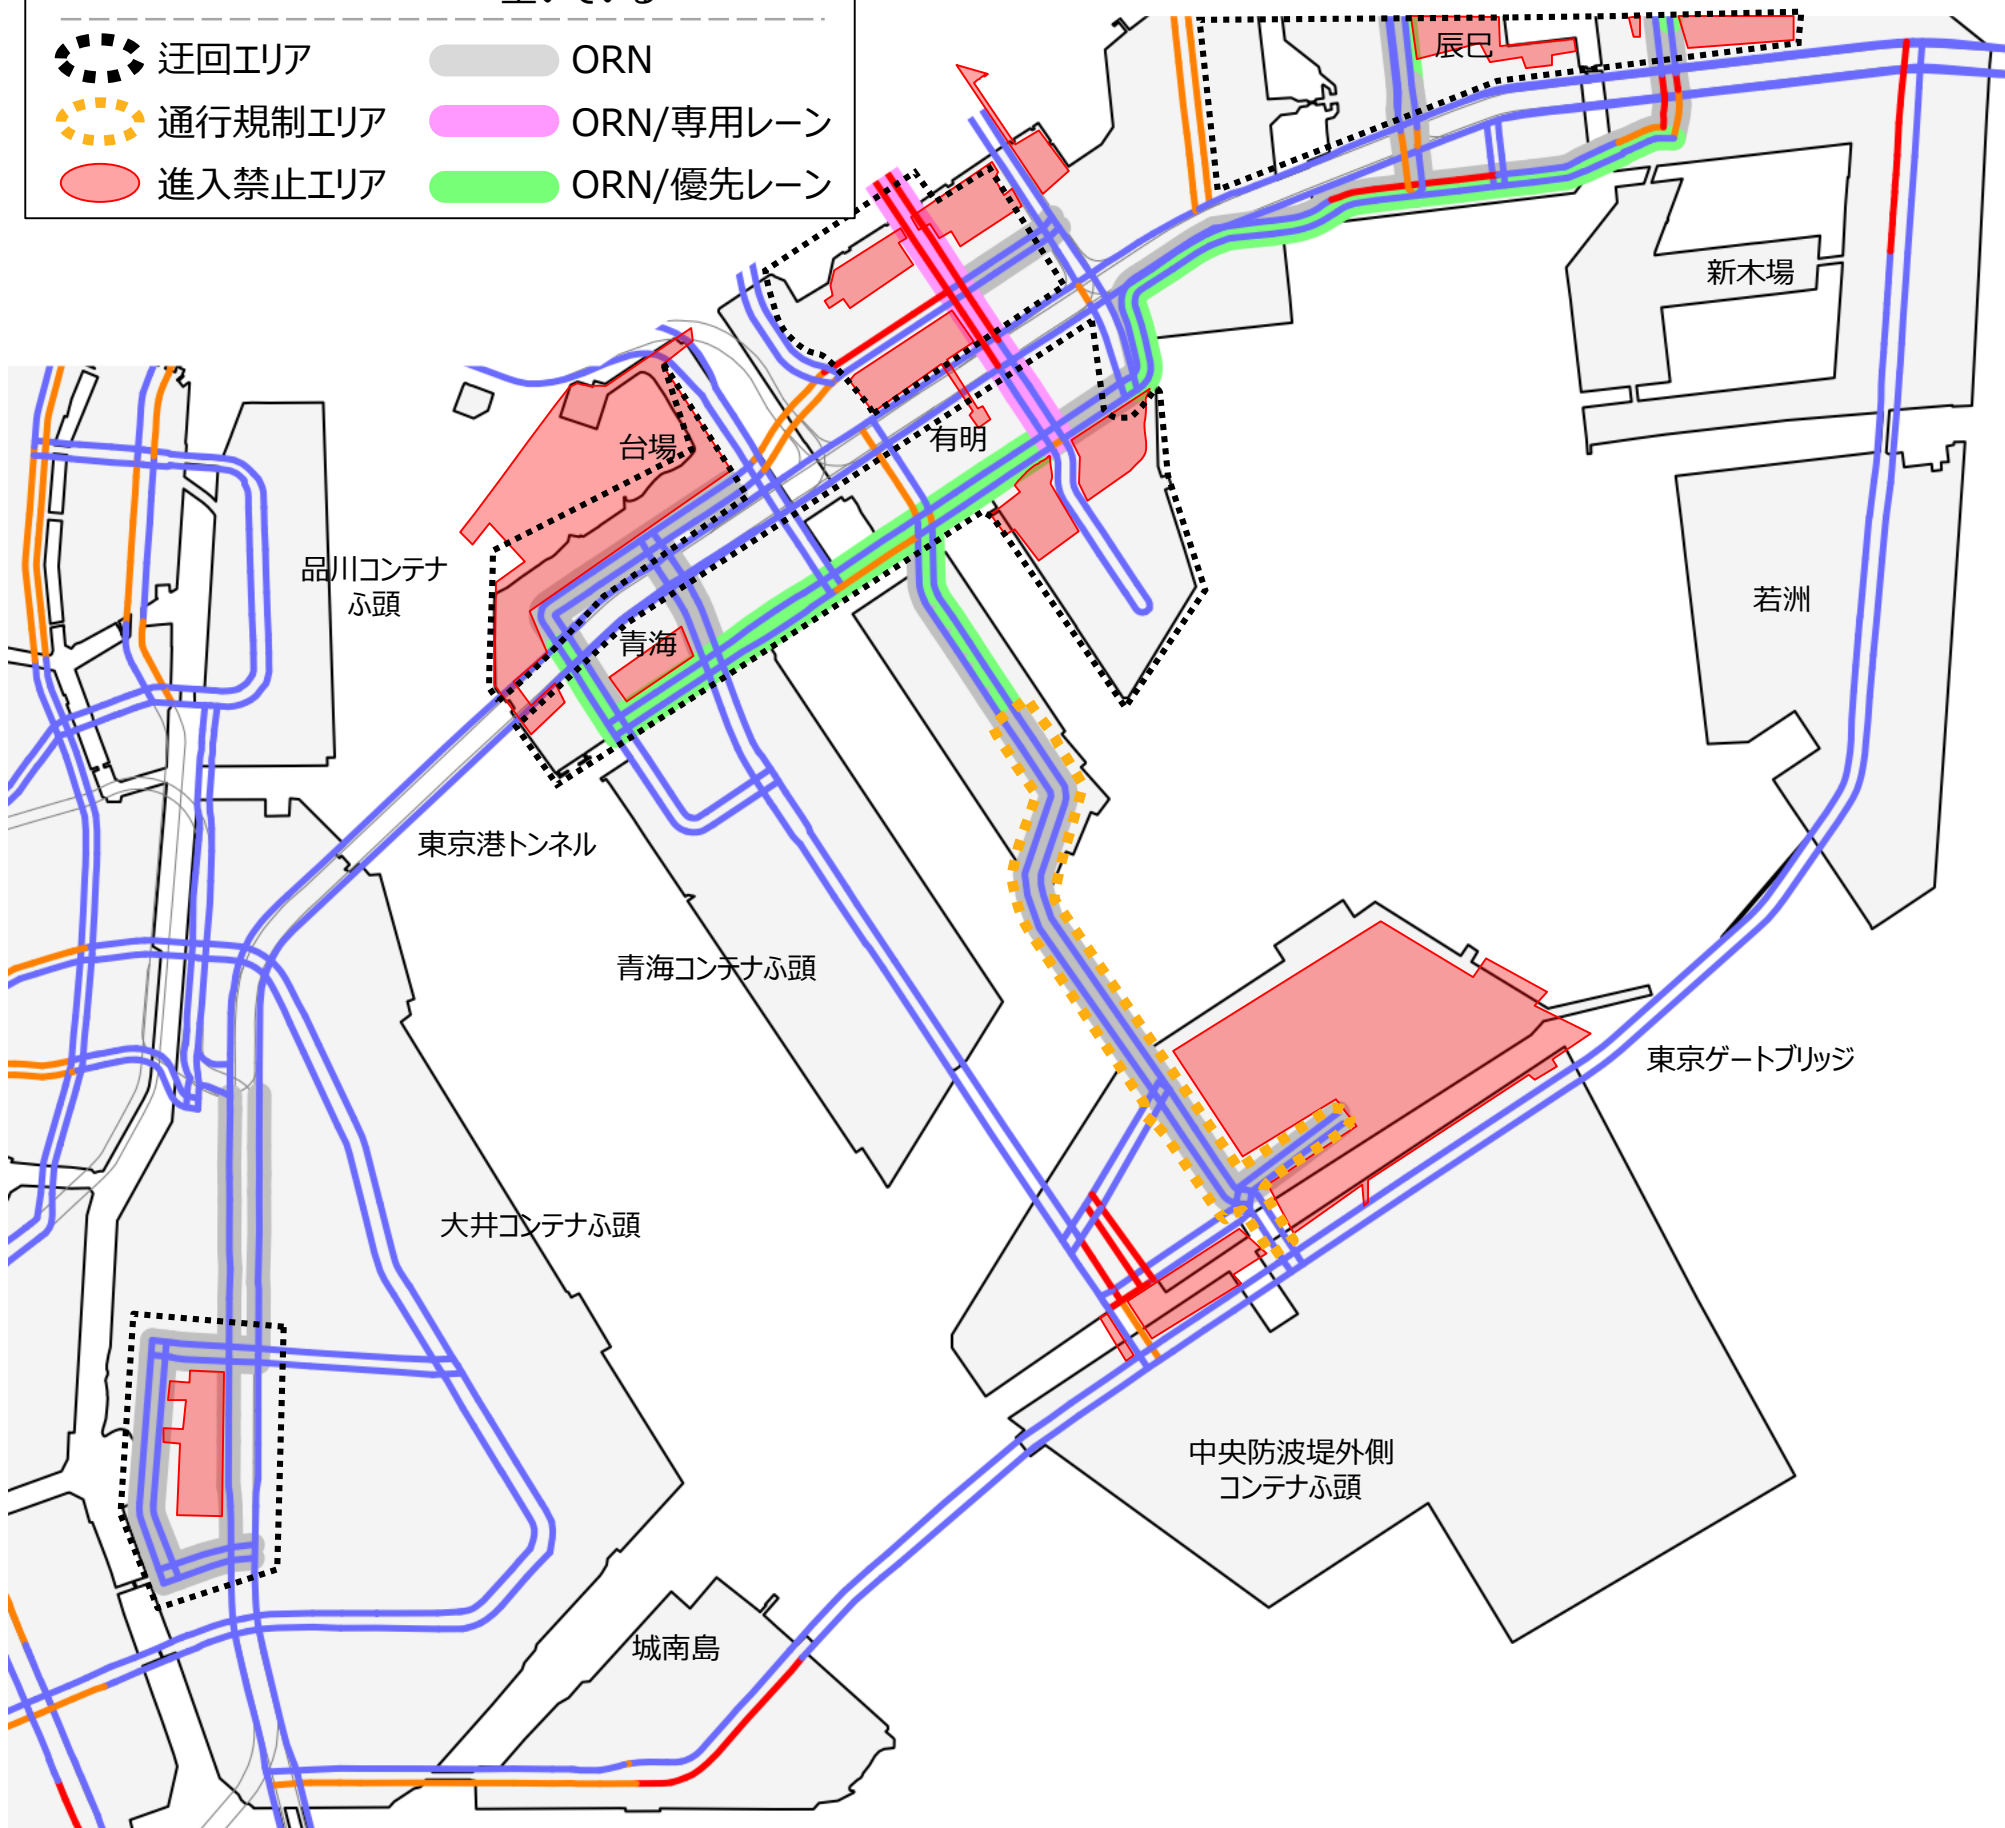 空いている
迂回エリア
ORN
通行規制エリア
ORN/専用レーン
進入禁止エリア
ORN/優先レーン
辰巳
新木場
有明
台場
品川コンテナ
ふ頭
青海
若洲
東京港トンネル
青海コンテナふ頭
東京ゲートブリッジ
大井コンテナふ頭
中央防波堤外側
コンテナふ頭
城南島